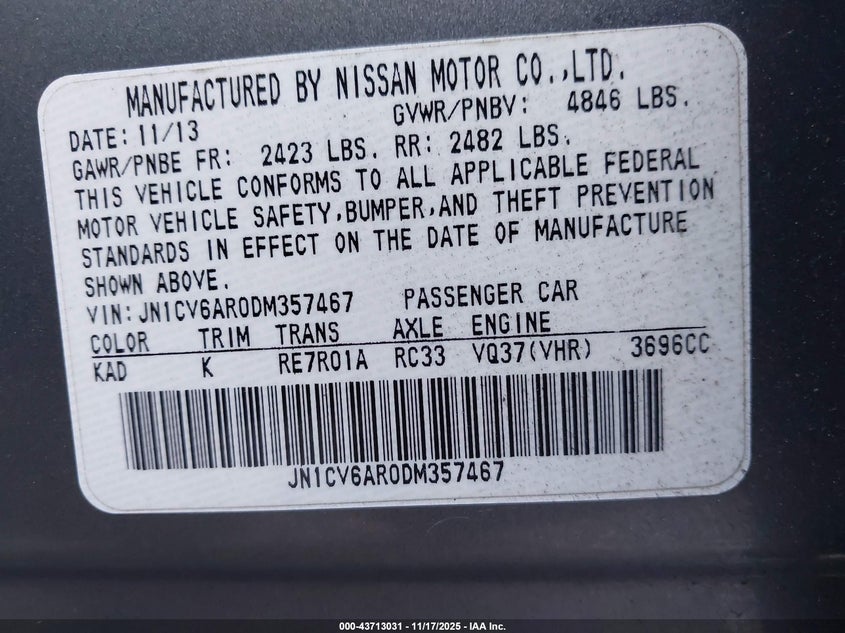 MANUFACTURED BY NISSAN MOTOR CO.,LTD.
DATE: 11/13 GVWR/PNBV: 4846 LBS.
GAWR/PNBE FR: 2423 LBS. RR: 2482 LBS.
THIS VEHICLE CONFORMS TO ALL APPLICABLE FEDERAL
MOTOR VEHICLE SAFETY,BUMPER,AND THEFT PREVENTION
STANDARDS IN EFFECT ON THE DATE OF MANUFACTURE
SHOWN ABOVE.
VIN: JN1CV6AR0DM357467 PASSENGER CAR
COLOR TRIM TRANS AXLE ENGINE
KAD K RE7R01A RC33 VQ37(VHR) 3696CC
JN1CV6AR0DM357467
000-43713031 - 11/17/2025 - IAA Inc.